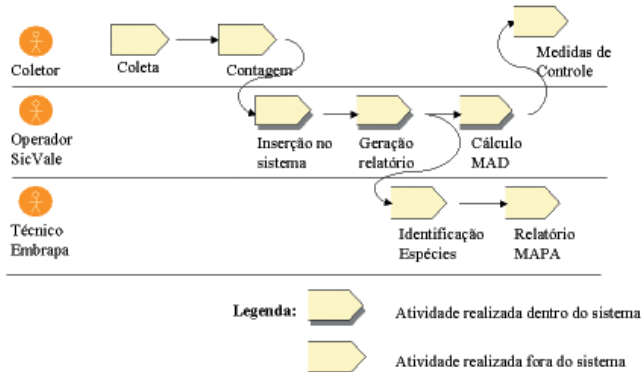 Coletor
Coleta
Contagem
Medidas de
Controle
Operador
SicVale
Inserção no
sistema
Geração
relatório
Cálculo
MAD
Técnico
Embrapa
Identificação
Espécies
Relatório
MAPA
Legenda:
Atividade realizada dentro do sistema
Atividade realizada fora do sistema